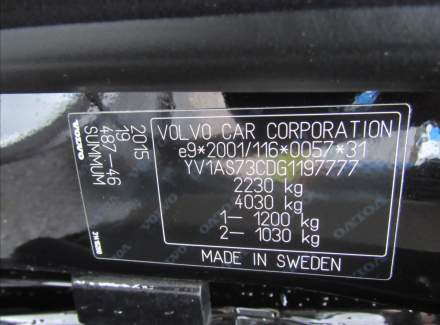 VOLVO CAR CORPORATION
e9*2001/116*0057*31
YV1AS73CDG1197777
2230 kg
4030 kg
1– 1200 kg
2– 1030 kg
MADE IN SWEDEN
2015
19
487–46
SUMMUM
VOLVO